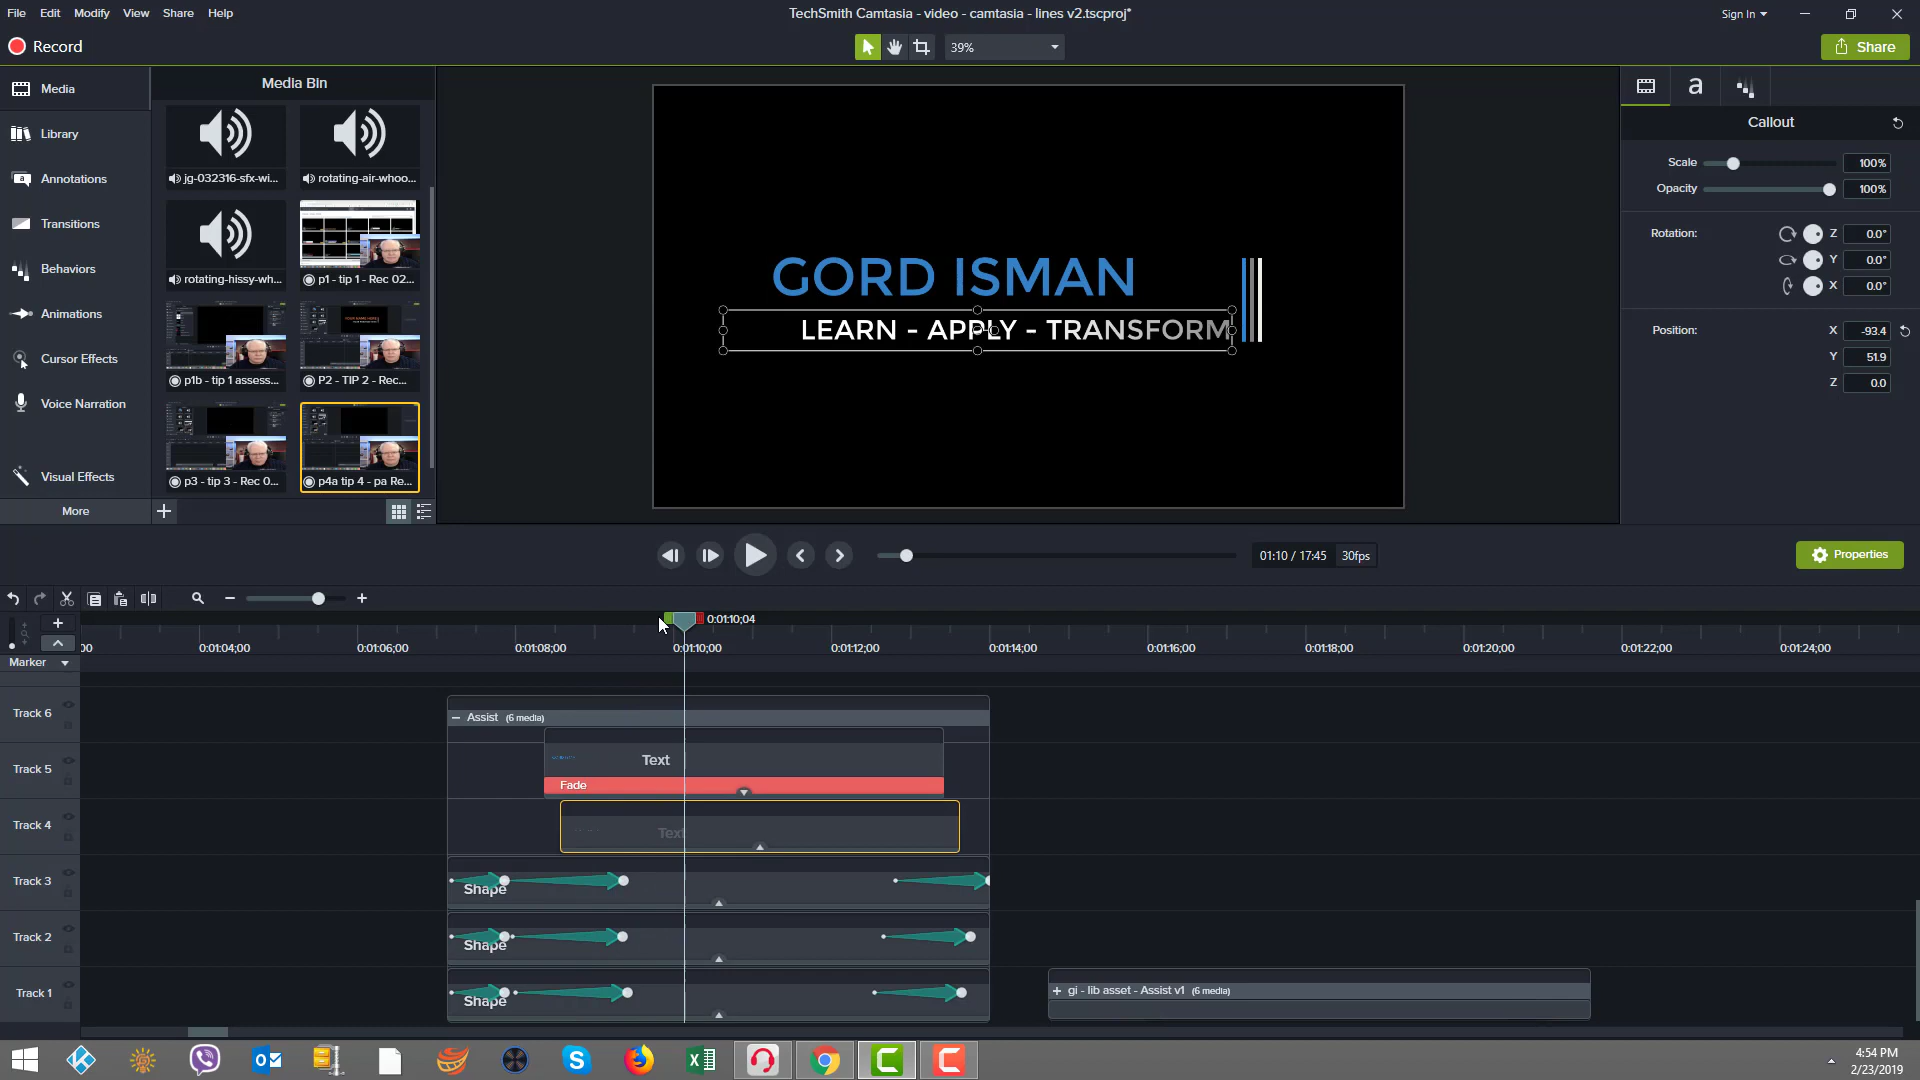 File Edit Modify View Share Help
TechSmith Camtasia - video - camtasia - lines v2.tscproj*
Sign In
Record
39%
Share
Media
Library
Annotations
Transitions
Behaviors
Animations
Cursor Effects
Voice Narration
Visual Effects
More
Media Bin
jg-032316-sfx-wi...
rotating-air-whoo...
rotating-hissy-wh...
p1 - tip 1 - Rec 02...
p1b - tip 1 assess...
P2 - TIP 2 - Rec...
p3 - tip 3 - Rec 0...
p4a tip 4 - pa Re...
GORD ISMAN
LEARN - APPLY - TRANSFORM
a
Callout
Scale 100%
Opacity 100%
Rotation: Z 0.0°
Y 0.0°
X 0.0°
Position: X -93.4
Y 51.9
Z 0.0
01:10 / 17:45 30fps
Properties
0:01:10;04
00 0:01:04;00 0:01:06;00 0:01:08;00 0:01:10;00 0:01:12;00 0:01:14;00 0:01:16;00 0:01:18;00 0:01:20;00 0:01:22;00 0:01:24;00
Marker
Track 6
Assist (6 media)
Track 5
Text
Fade
Track 4
Text
Track 3
Shape
Track 2
Shape
Track 1
Shape
gi - lib asset - Assist v1 (6 media)
4:54 PM
2/23/2019